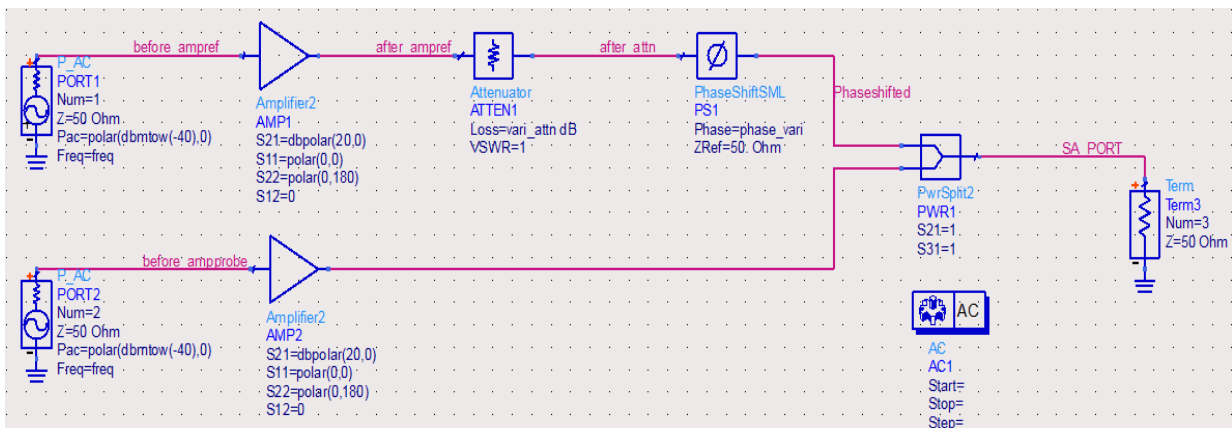 before_ampref
after_ampref
after_attn
Phaseshifted
SA_PORT
before_ampprobe
P_AC
PORT1
Num=1
Z=50 Ohm
Pac=polar(dbmtow(-40),0)
Freq=freq
Amplifier2
AMP1
S21=dbpolar(20,0)
S11=polar(0,0)
S22=polar(0,180)
S12=0
Attenuator
ATTEN1
Loss=vari_attn dB
VSWR=1
PhaseShiftSML
PS1
Phase=phase_vari
ZRef=50. Ohm
PwrSplit2
PWR1
S21=1
S31=1
Term
Term3
Num=3
Z=50 Ohm
P_AC
PORT2
Num=2
Z=50 Ohm
Pac=polar(dbmtow(-40),0)
Freq=freq
Amplifier2
AMP2
S21=dbpolar(20,0)
S11=polar(0,0)
S22=polar(0,180)
S12=0
AC
AC
AC1
Start=
Stop=
Step=